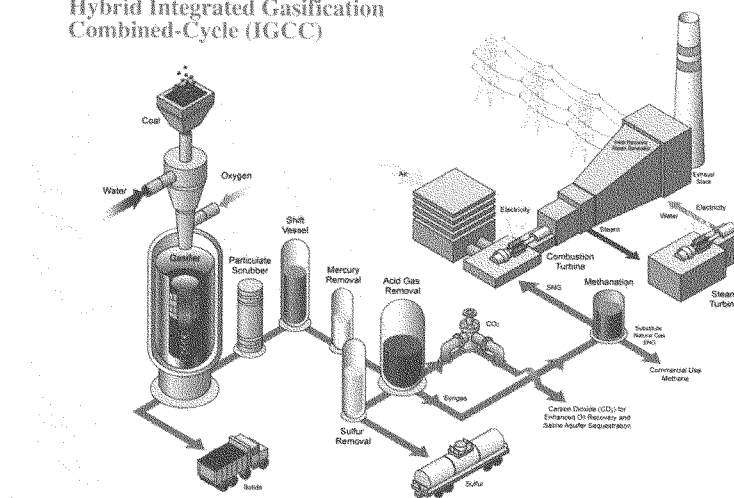 Hybrid Integrated Gasification
Combined-Cycle (IGCC)
Coal
Water
Oxygen
Gasifier
Particulate
Scrubber
Shift
Vessel
Mercury
Removal
Acid Gas
Removal
Sulfur
Removal
Solids
Sulfur
CO₂
Syngas
Air
Electricity
Heat Recovery
Steam Generator
Exhaust
Stack
Steam
Water
Electricity
Combustion
Turbine
Steam
Turbin
SNG
Methanation
Substitute
Natural Gas
SNG
Commercial Use
Methane
Carbon Dioxide (CO₂) for
Enhanced Oil Recovery and
Saline Aquifer Sequestration